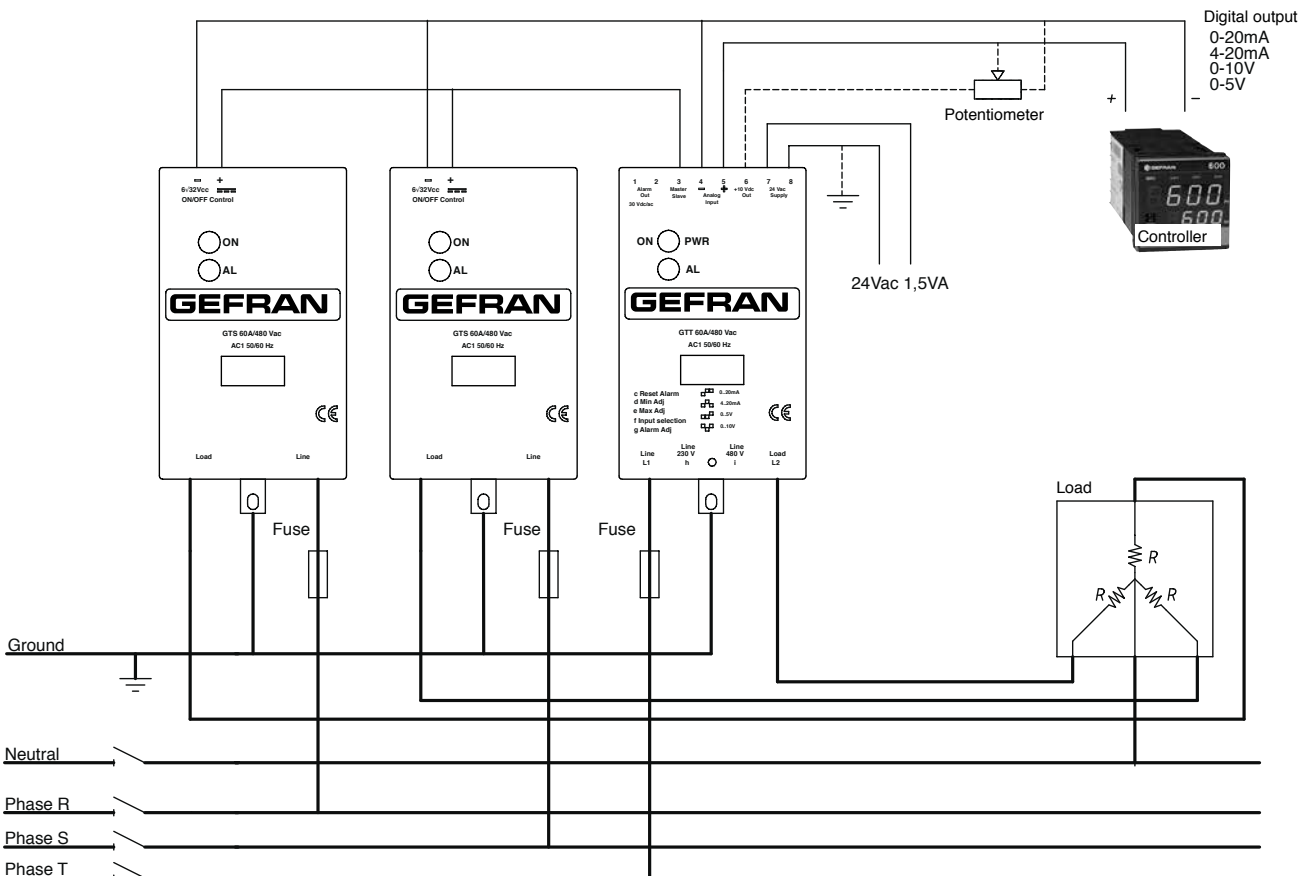 Digital output
0-20mA
4-20mA
0-10V
0-5V
+ −
Potentiometer
GEFRAN 600
600
600
Controller
24Vac 1,5VA
− +
6√32Vcc
ON/OFF Control
ON
AL
GEFRAN
GTS 60A/480 Vac
AC1 50/60 Hz
CE
Load Line
− +
6√32Vcc
ON/OFF Control
ON
AL
GEFRAN
GTS 60A/480 Vac
AC1 50/60 Hz
CE
Load Line
1 2 3 4 5 6 7 8
Alarm Out
30 Vdc/ac
Master Slave
− Analog Input +
+10 Vdc Out
24 Vac Supply
ON PWR
AL
GEFRAN
GTT 60A/480 Vac
AC1 50/60 Hz
c Reset Alarm 0..20mA
d Min Adj 4..20mA
e Max Adj 0..5V
f Input selection 0..10V
g Alarm Adj
CE
Line L1
Line 230 V h
Line 480 V i
Load L2
Fuse
Fuse
Fuse
Load
R
R
R
Ground
Neutral
Phase R
Phase S
Phase T